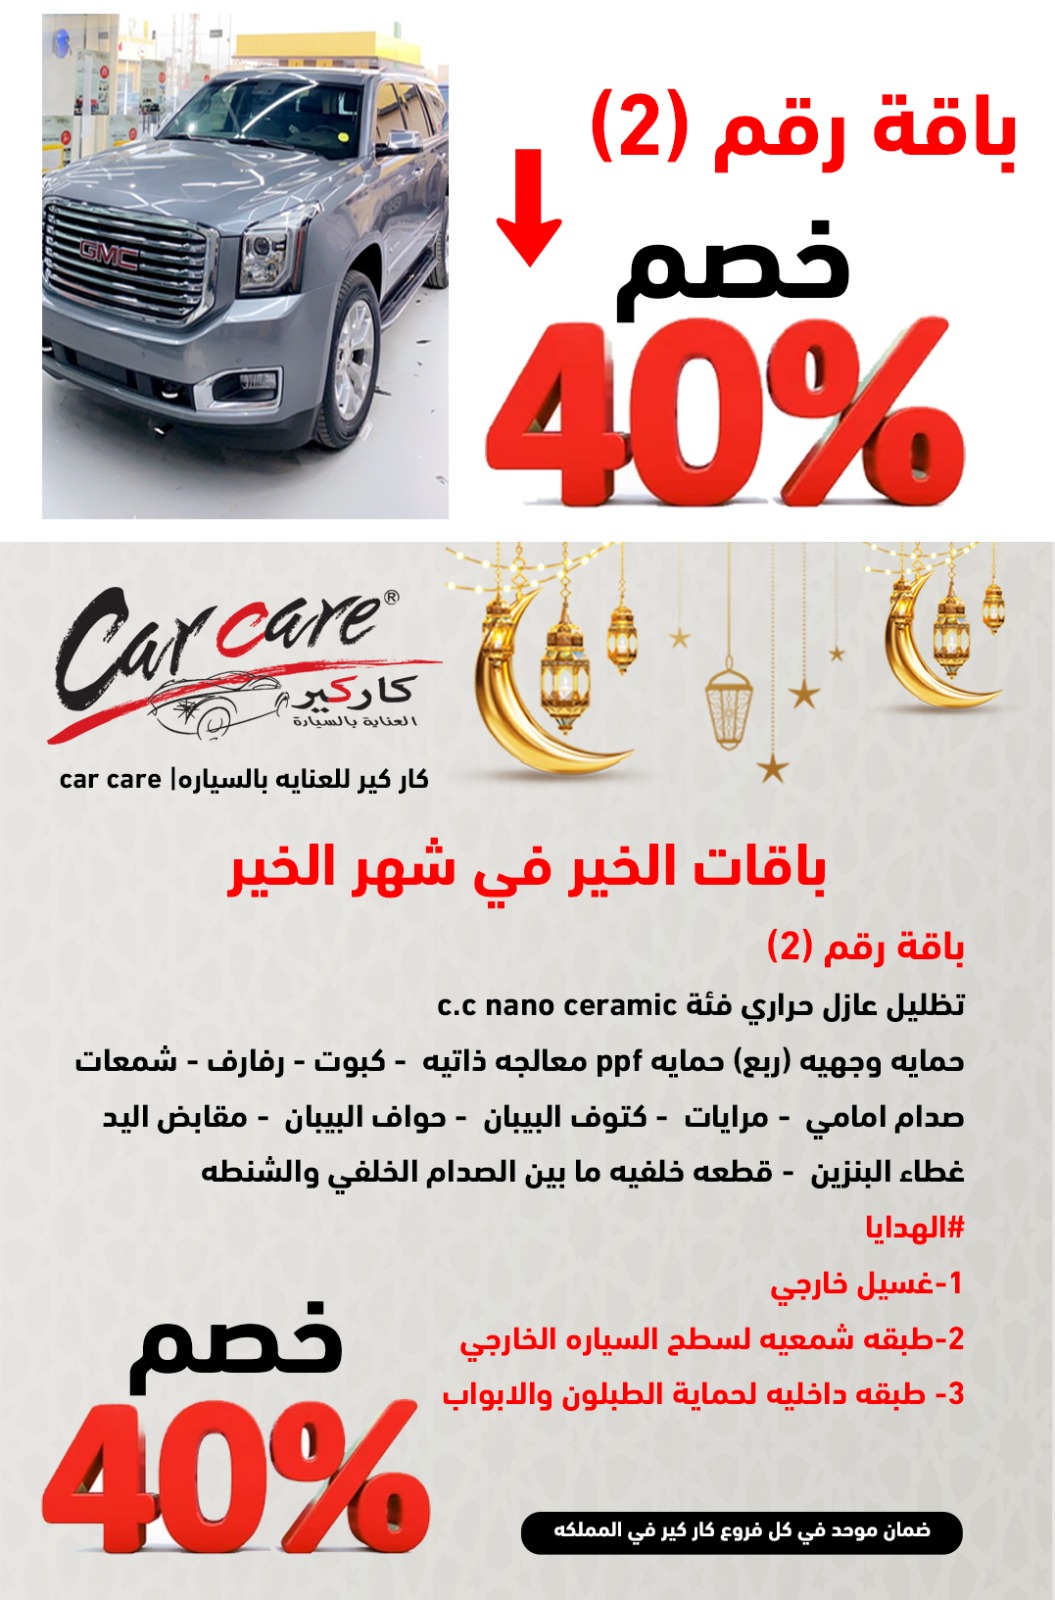 باقة رقم (2)
خصم
40%
GMC
Car care®
كاركير
العناية بالسيارة
كار كير للعنايه بالسياره| car care
باقات الخير في شهر الخير
باقة رقم (2)
تظليل عازل حراري فئة c.c nano ceramic
حمايه وجهيه (ربع) حمايه ppf معالجه ذاتيه - كبوت - رفارف - شمعات
صدام امامي - مرايات - كتوف البيبان - حواف البيبان - مقابض اليد
غطاء البنزين - قطعه خلفيه ما بين الصدام الخلفي والشنطه
#الهدايا
1-غسيل خارجي
2-طبقه شمعيه لسطح السياره الخارجي
3- طبقه داخليه لحماية الطبلون والابواب
خصم
40%
ضمان موحد في كل فروع كار كير في المملكه